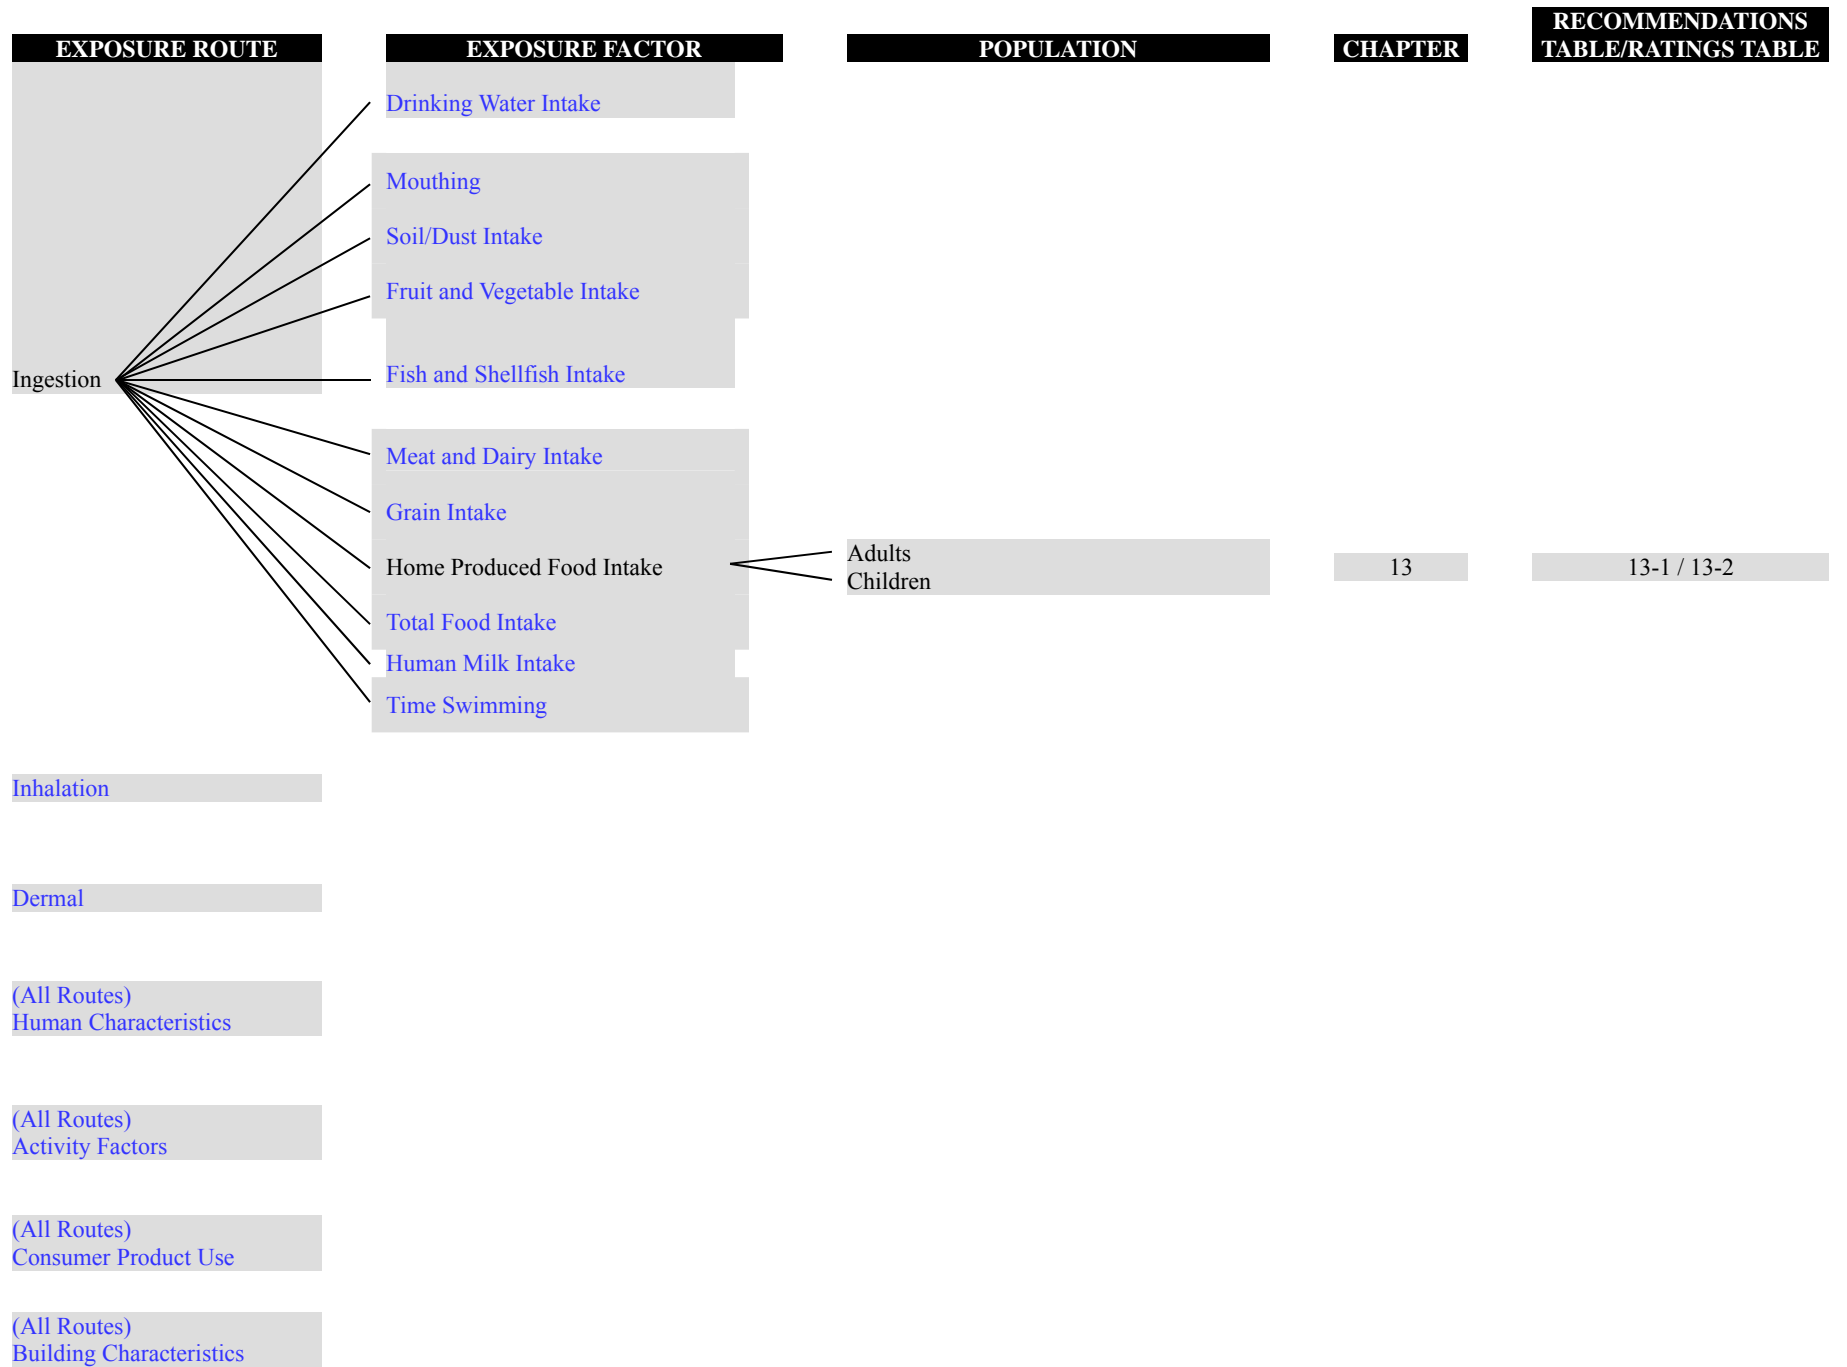 RECOMMENDATIONS
EXPOSURE ROUTE EXPOSURE FACTOR POPULATION CHAPTER TABLE/RATINGS TABLE
Drinking Water Intake
Mouthing
Soil/Dust Intake
Fruit and Vegetable Intake
Ingestion Fish and Shellfish Intake
Meat and Dairy Intake
Grain Intake
Adults
Home Produced Food Intake 13 13-1 / 13-2
Children
Total Food Intake
Human Milk Intake
Time Swimming
Inhalation
Dermal
(All Routes)
Human Characteristics
(All Routes)
Activity Factors
(All Routes)
Consumer Product Use
(All Routes)
Building Characteristics